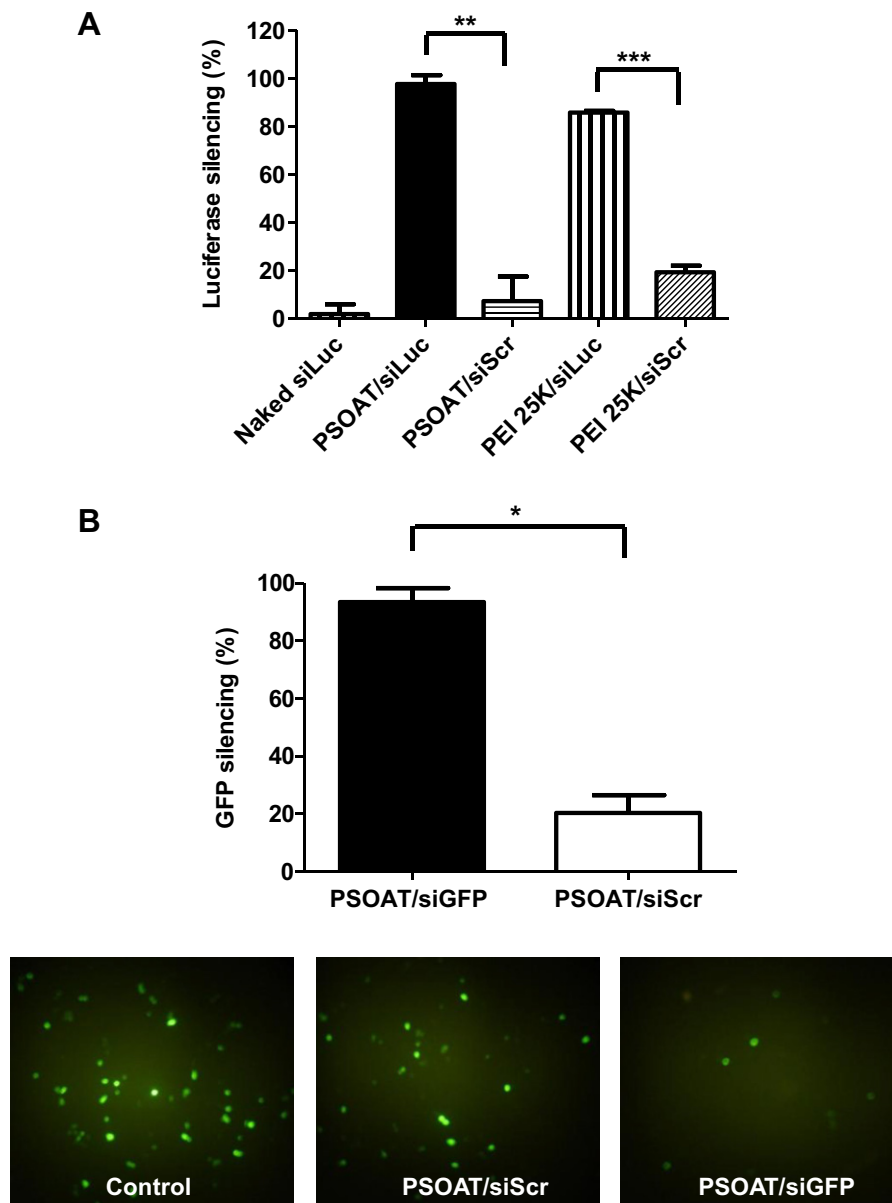 A
Luciferase silencing (%)
120
100
80
60
40
20
0
**
***
Naked siLuc
PSOAT/siLuc
PSOAT/siScr
PEI 25K/siLuc
PEI 25K/siScr
B
GFP silencing (%)
100
80
60
40
20
0
*
PSOAT/siGFP
PSOAT/siScr
Control
PSOAT/siScr
PSOAT/siGFP